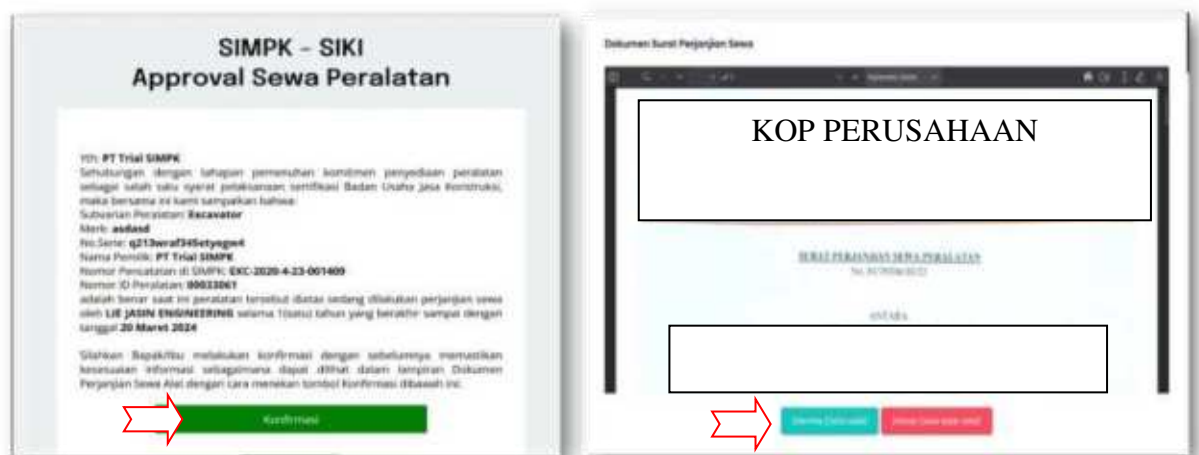 SIMPK – SIKI
Approval Sewa Peralatan
Yth: PT Trial SIMPK
Sehubungan dengan tahapan pemenuhan komitmen penyediaan peralatan
sebagai salah satu syarat pelaksanaan sertifikasi Badan Usaha Jasa Konstruksi,
maka bersama ini kami sampaikan bahwa:
Subvarian Peralatan: Excavator
Merk: asdasd
No.Serie:
Nama Pemilik: PT Trial SIMPK
Nomor Pencatatan di SIMPK: EXC-2020-4-23-001409
Nomor ID Peralatan: 00023061
adalah benar saat ini peralatan tersebut diatas sedang dilakukan perjanjian sewa
oleh LIE JASIN ENGINEERING selama 1(satu) tahun yang berakhir sampai dengan
tanggal 20 Maret 2024
Silahkan Bapak/Ibu melakukan konfirmasi dengan sebelumnya memastikan
kesesuaian informasi sebagaimana dapat dilihat dalam lampiran Dokumen
Perjanjian Sewa Alat dengan cara menekan tombol Konfirmasi dibawah ini:
Konfirmasi
Dokumen Surat Perjanjian Sewa
KOP PERUSAHAAN
SURAT PERJANJIAN SEWA PERALATAN
ANTARA